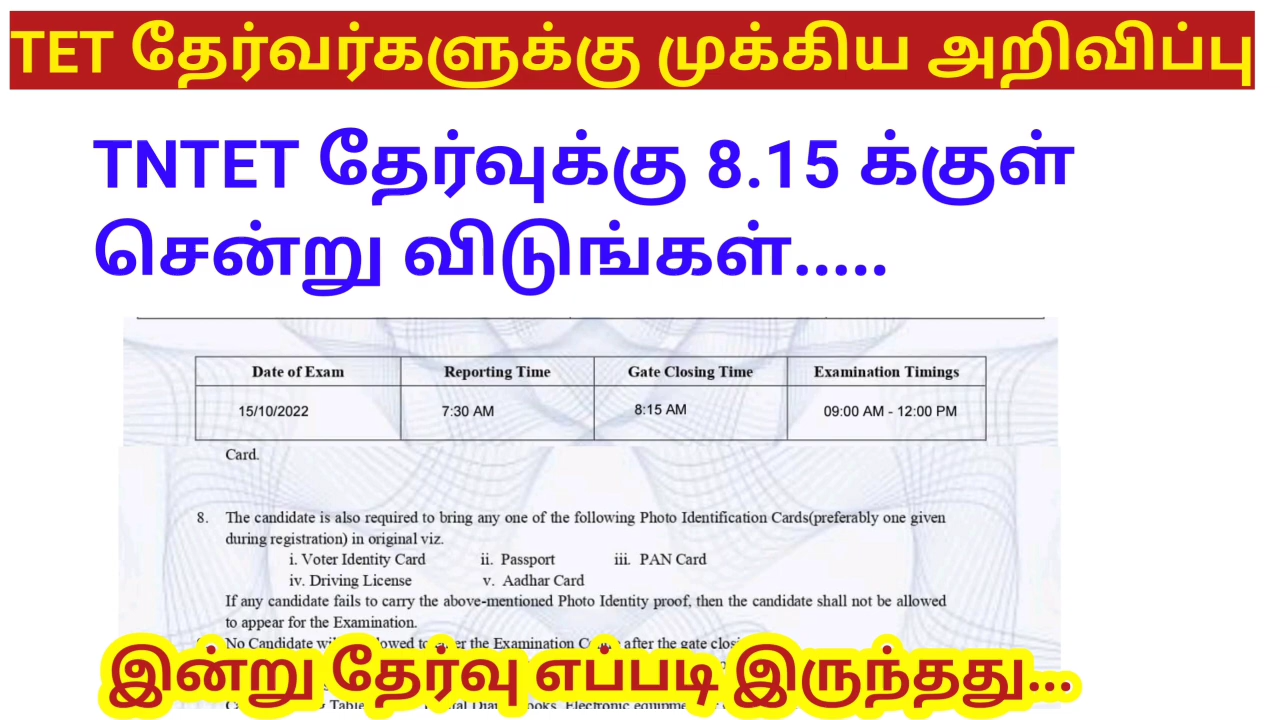 TET தேர்வர்களுக்கு முக்கிய அறிவிப்பு
TNTET தேர்வுக்கு 8.15 க்குள்
சென்று விடுங்கள்.....
Date of Exam Reporting Time Gate Closing Time Examination Timings
15/10/2022 7:30 AM 8:15 AM 09:00 AM - 12:00 PM
Card.
8. The candidate is also required to bring any one of the following Photo Identification Cards(preferably one given
during registration) in original viz.
i. Voter Identity Card ii. Passport iii. PAN Card
iv. Driving License v. Aadhar Card
If any candidate fails to carry the above-mentioned Photo Identity proof, then the candidate shall not be allowed
to appear for the Examination.
No Candidate the Examination after the gate
இன்று தேர்வு எப்படி இருந்தது...
Electronic